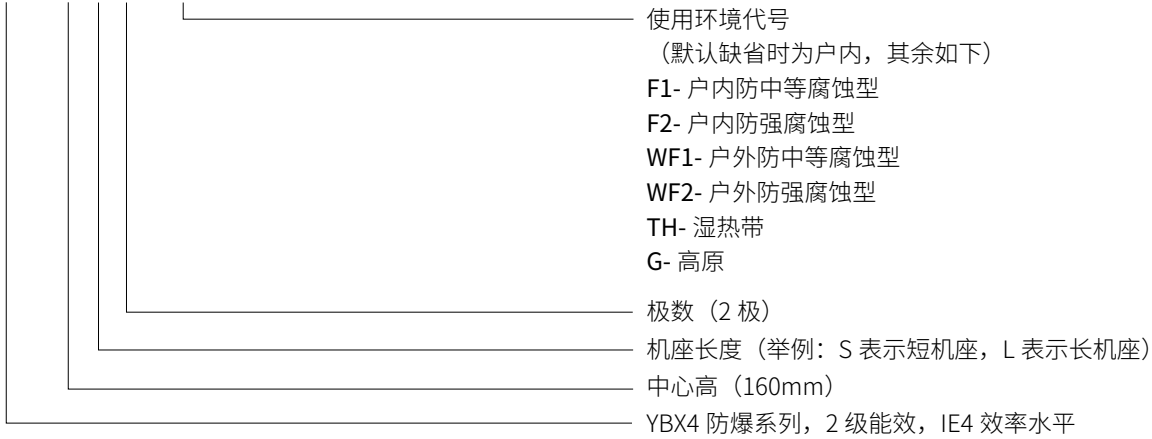 使用环境代号
（默认缺省时为户内，其余如下）
F1- 户内防中等腐蚀型
F2- 户内防强腐蚀型
WF1- 户外防中等腐蚀型
WF2- 户外防强腐蚀型
TH- 湿热带
G- 高原
极数（2 极）
机座长度（举例：S 表示短机座，L 表示长机座）
中心高（160mm）
YBX4 防爆系列，2 级能效，IE4 效率水平